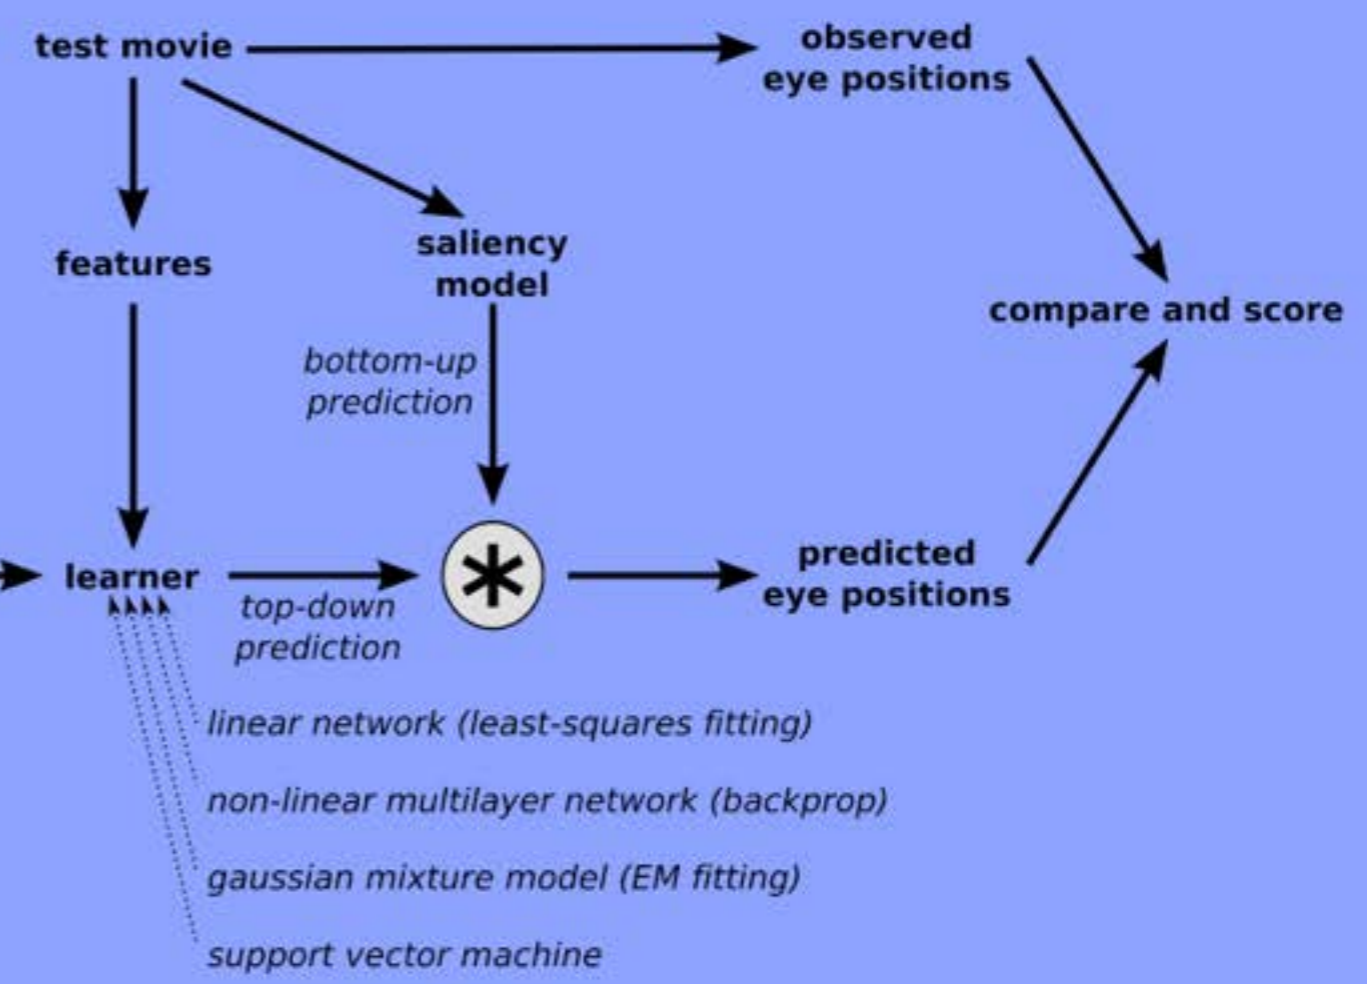 test movie
observed
eye positions
features
saliency
model
compare and score
bottom-up
prediction
learner
top-down
prediction
*
predicted
eye positions
linear network (least-squares fitting)
non-linear multilayer network (backprop)
gaussian mixture model (EM fitting)
support vector machine